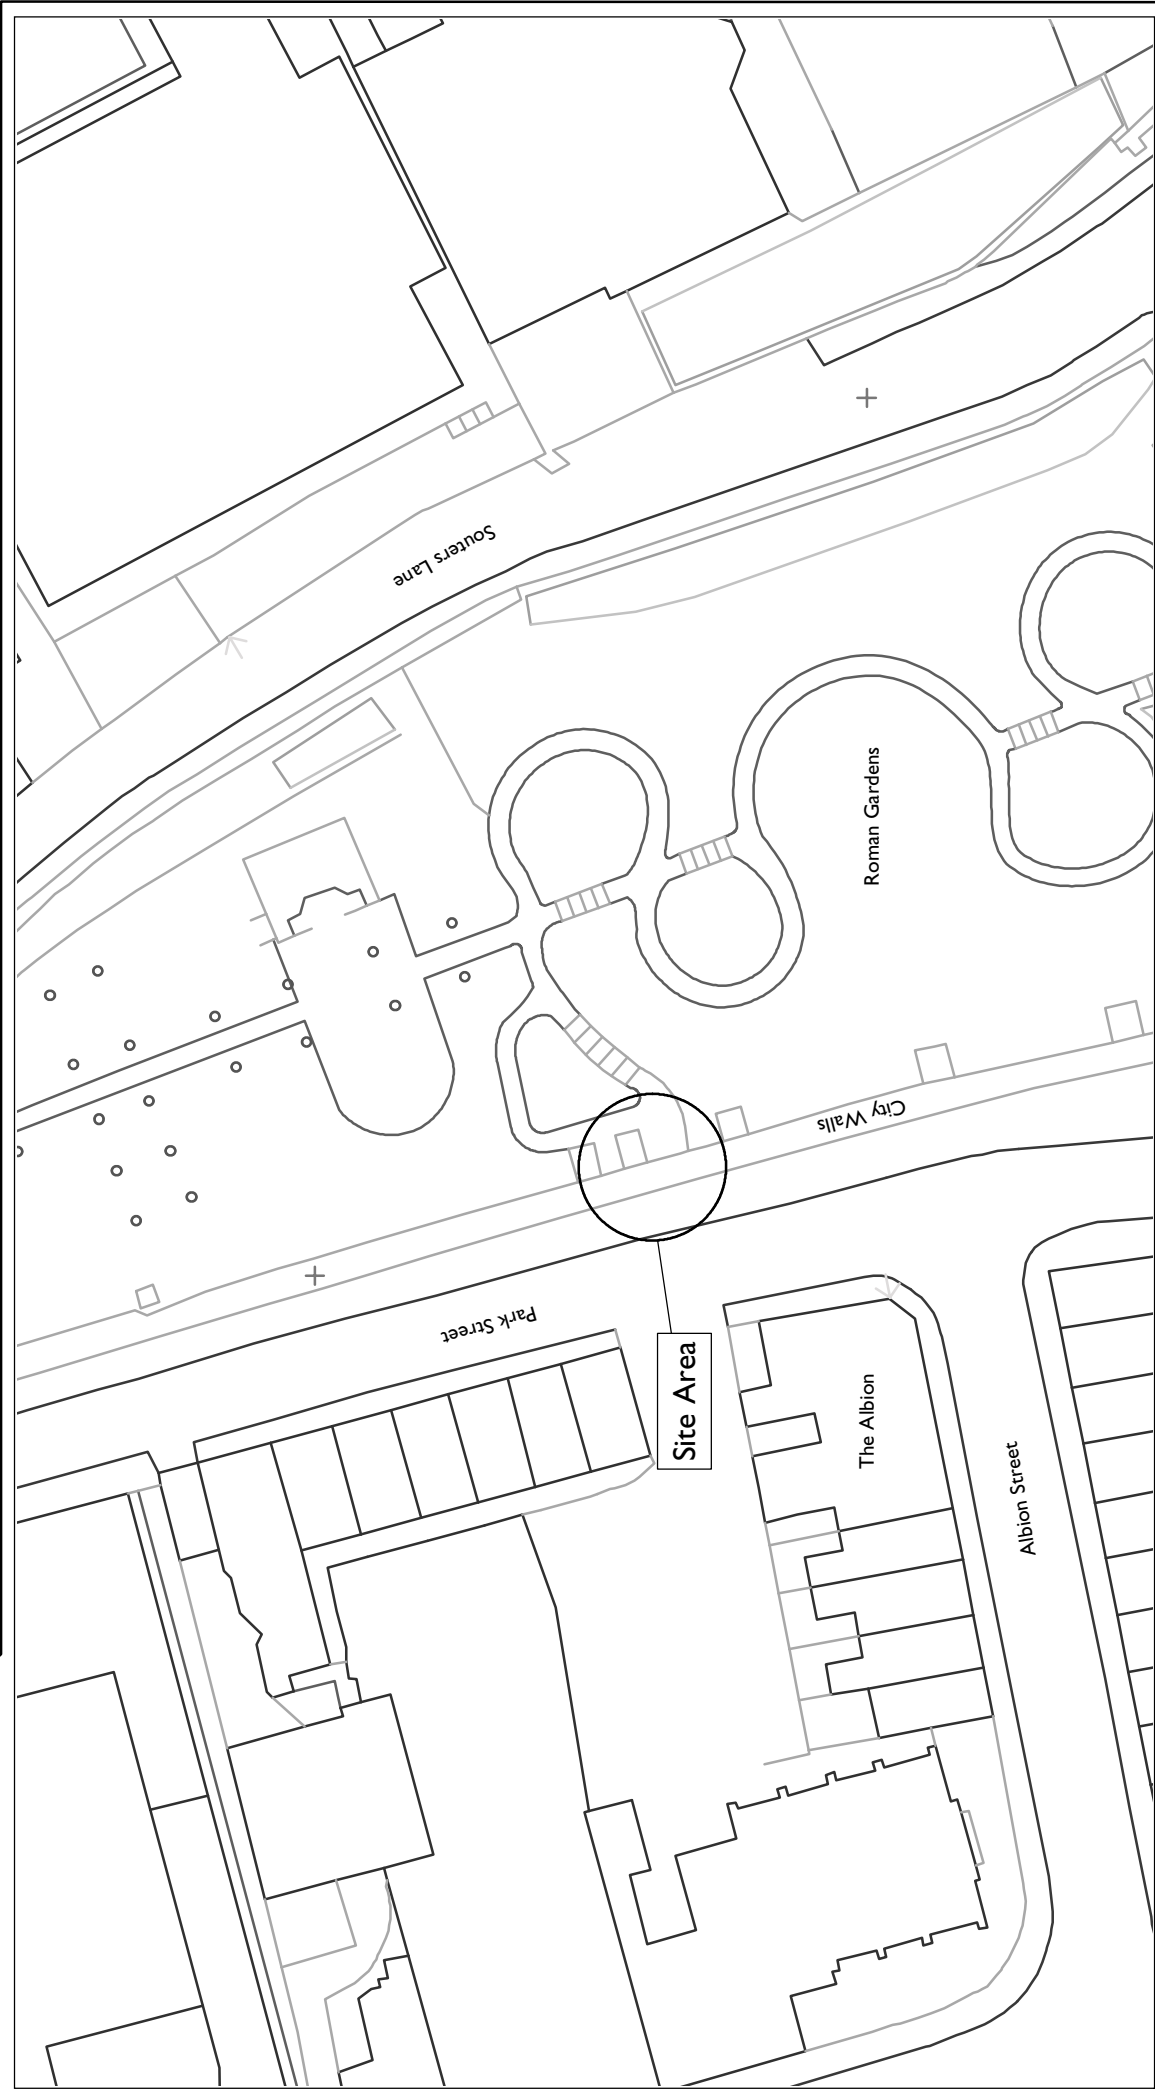 Souters Lane
Roman Gardens
City Walls
Park Street
Site Area
The Albion
Albion Street